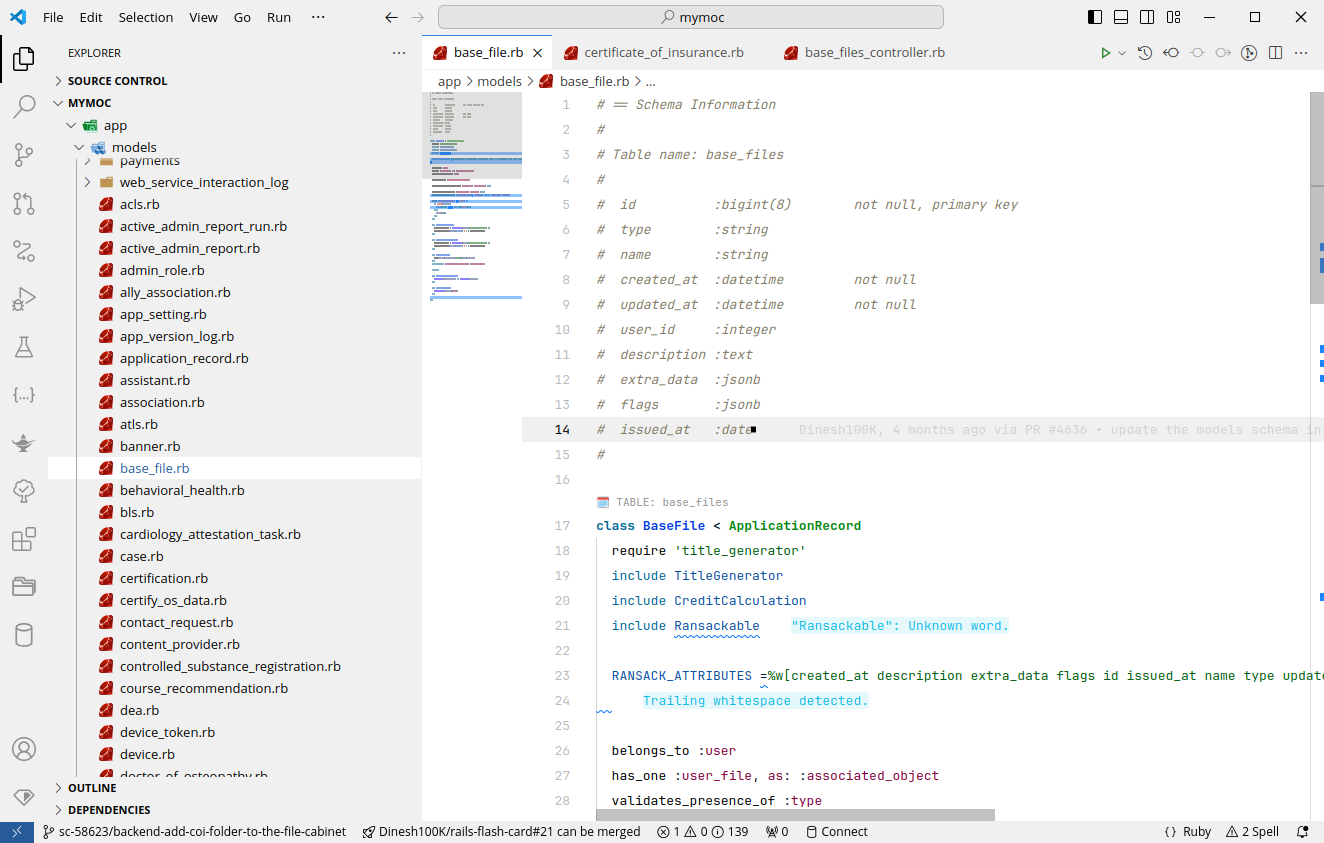 File Edit Selection View Go Run ··· mymoc
EXPLORER
SOURCE CONTROL
MYMOC
app
models
payments
web_service_interaction_log
acls.rb
active_admin_report_run.rb
active_admin_report.rb
admin_role.rb
ally_association.rb
app_setting.rb
app_version_log.rb
application_record.rb
assistant.rb
association.rb
atls.rb
banner.rb
base_file.rb
behavioral_health.rb
bls.rb
cardiology_attestation_task.rb
case.rb
certification.rb
certify_os_data.rb
contact_request.rb
content_provider.rb
controlled_substance_registration.rb
course_recommendation.rb
dea.rb
device_token.rb
device.rb
doctor_of_osteopathy.rb
OUTLINE
DEPENDENCIES
base_file.rb certificate_of_insurance.rb base_files_controller.rb
app > models > base_file.rb > ...
1 # == Schema Information
2 #
3 # Table name: base_files
4 #
5 # id :bigint(8) not null, primary key
6 # type :string
7 # name :string
8 # created_at :datetime not null
9 # updated_at :datetime not null
10 # user_id :integer
11 # description :text
12 # extra_data :jsonb
13 # flags :jsonb
14 # issued_at :date Dinesh100K, 4 months ago via PR #4636 • update the models schema in
15 #
16
TABLE: base_files
17 class BaseFile < ApplicationRecord
18 require 'title_generator'
19 include TitleGenerator
20 include CreditCalculation
21 include Ransackable "Ransackable": Unknown word.
22
23 RANSACK_ATTRIBUTES =%w[created_at description extra_data flags id issued_at name type update
24 Trailing whitespace detected.
25
26 belongs_to :user
27 has_one :user_file, as: :associated_object
28 validates_presence_of :type
sc-58623/backend-add-coi-folder-to-the-file-cabinet Dinesh100K/rails-flash-card#21 can be merged 1 0 139 0 Connect {} Ruby 2 Spell